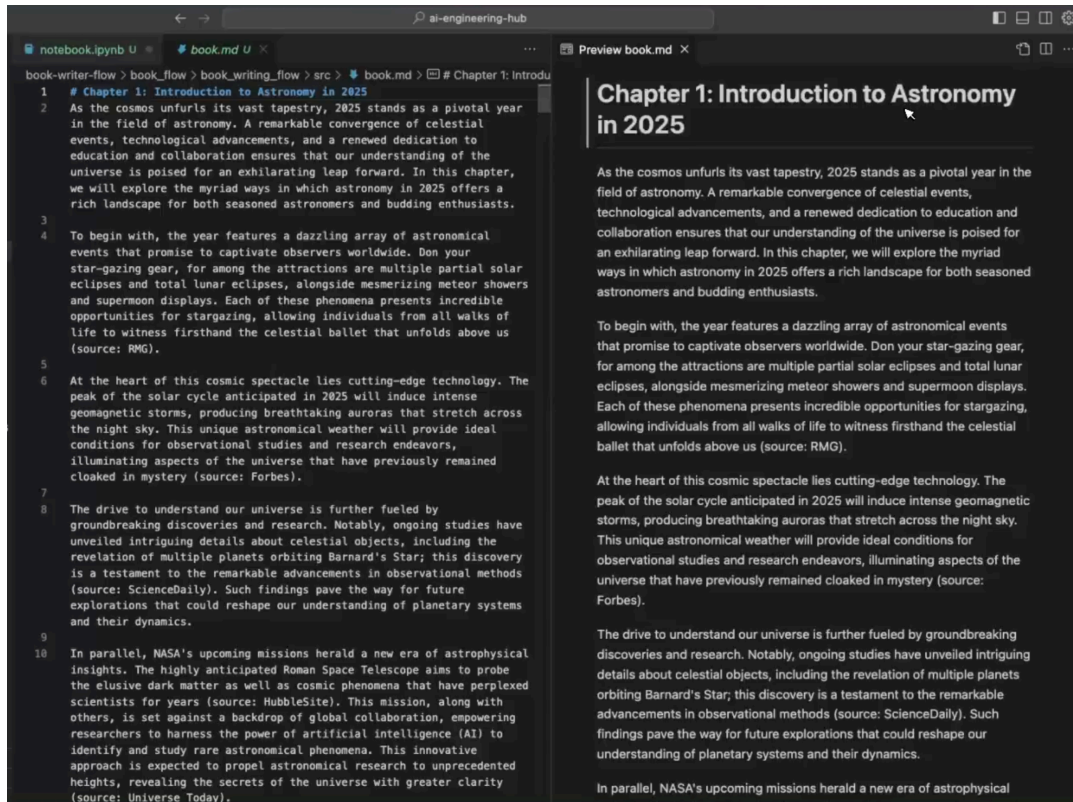 ai-engineering-hub
notebook.ipynb U
book.md U
Preview book.md
book-writer-flow > book_flow > book_writing_flow > src > book.md > # Chapter 1: Introdu
1 # Chapter 1: Introduction to Astronomy in 2025
2 As the cosmos unfurls its vast tapestry, 2025 stands as a pivotal year
in the field of astronomy. A remarkable convergence of celestial
events, technological advancements, and a renewed dedication to
education and collaboration ensures that our understanding of the
universe is poised for an exhilarating leap forward. In this chapter,
we will explore the myriad ways in which astronomy in 2025 offers a
rich landscape for both seasoned astronomers and budding enthusiasts.
3
4 To begin with, the year features a dazzling array of astronomical
events that promise to captivate observers worldwide. Don your
star-gazing gear, for among the attractions are multiple partial solar
eclipses and total lunar eclipses, alongside mesmerizing meteor showers
and supermoon displays. Each of these phenomena presents incredible
opportunities for stargazing, allowing individuals from all walks of
life to witness firsthand the celestial ballet that unfolds above us
(source: RMG).
5
6 At the heart of this cosmic spectacle lies cutting-edge technology. The
peak of the solar cycle anticipated in 2025 will induce intense
geomagnetic storms, producing breathtaking auroras that stretch across
the night sky. This unique astronomical weather will provide ideal
conditions for observational studies and research endeavors,
illuminating aspects of the universe that have previously remained
cloaked in mystery (source: Forbes).
7
8 The drive to understand our universe is further fueled by
groundbreaking discoveries and research. Notably, ongoing studies have
unveiled intriguing details about celestial objects, including the
revelation of multiple planets orbiting Barnard's Star; this discovery
is a testament to the remarkable advancements in observational methods
(source: ScienceDaily). Such findings pave the way for future
explorations that could reshape our understanding of planetary systems
and their dynamics.
9
10 In parallel, NASA's upcoming missions herald a new era of astrophysical
insights. The highly anticipated Roman Space Telescope aims to probe
the elusive dark matter as well as cosmic phenomena that have perplexed
scientists for years (source: HubbleSite). This mission, along with
others, is set against a backdrop of global collaboration, empowering
researchers to harness the power of artificial intelligence (AI) to
identify and study rare astronomical phenomena. This innovative
approach is expected to propel astronomical research to unprecedented
heights, revealing the secrets of the universe with greater clarity
(source: Universe Today).
Chapter 1: Introduction to Astronomy
in 2025
As the cosmos unfurls its vast tapestry, 2025 stands as a pivotal year in the
field of astronomy. A remarkable convergence of celestial events,
technological advancements, and a renewed dedication to education and
collaboration ensures that our understanding of the universe is poised for
an exhilarating leap forward. In this chapter, we will explore the myriad
ways in which astronomy in 2025 offers a rich landscape for both seasoned
astronomers and budding enthusiasts.
To begin with, the year features a dazzling array of astronomical events
that promise to captivate observers worldwide. Don your star-gazing gear,
for among the attractions are multiple partial solar eclipses and total lunar
eclipses, alongside mesmerizing meteor showers and supermoon displays.
Each of these phenomena presents incredible opportunities for stargazing,
allowing individuals from all walks of life to witness firsthand the celestial
ballet that unfolds above us (source: RMG).
At the heart of this cosmic spectacle lies cutting-edge technology. The
peak of the solar cycle anticipated in 2025 will induce intense geomagnetic
storms, producing breathtaking auroras that stretch across the night sky.
This unique astronomical weather will provide ideal conditions for
observational studies and research endeavors, illuminating aspects of the
universe that have previously remained cloaked in mystery (source:
Forbes).
The drive to understand our universe is further fueled by groundbreaking
discoveries and research. Notably, ongoing studies have unveiled intriguing
details about celestial objects, including the revelation of multiple planets
orbiting Barnard's Star; this discovery is a testament to the remarkable
advancements in observational methods (source: ScienceDaily). Such
findings pave the way for future explorations that could reshape our
understanding of planetary systems and their dynamics.
In parallel, NASA's upcoming missions herald a new era of astrophysical